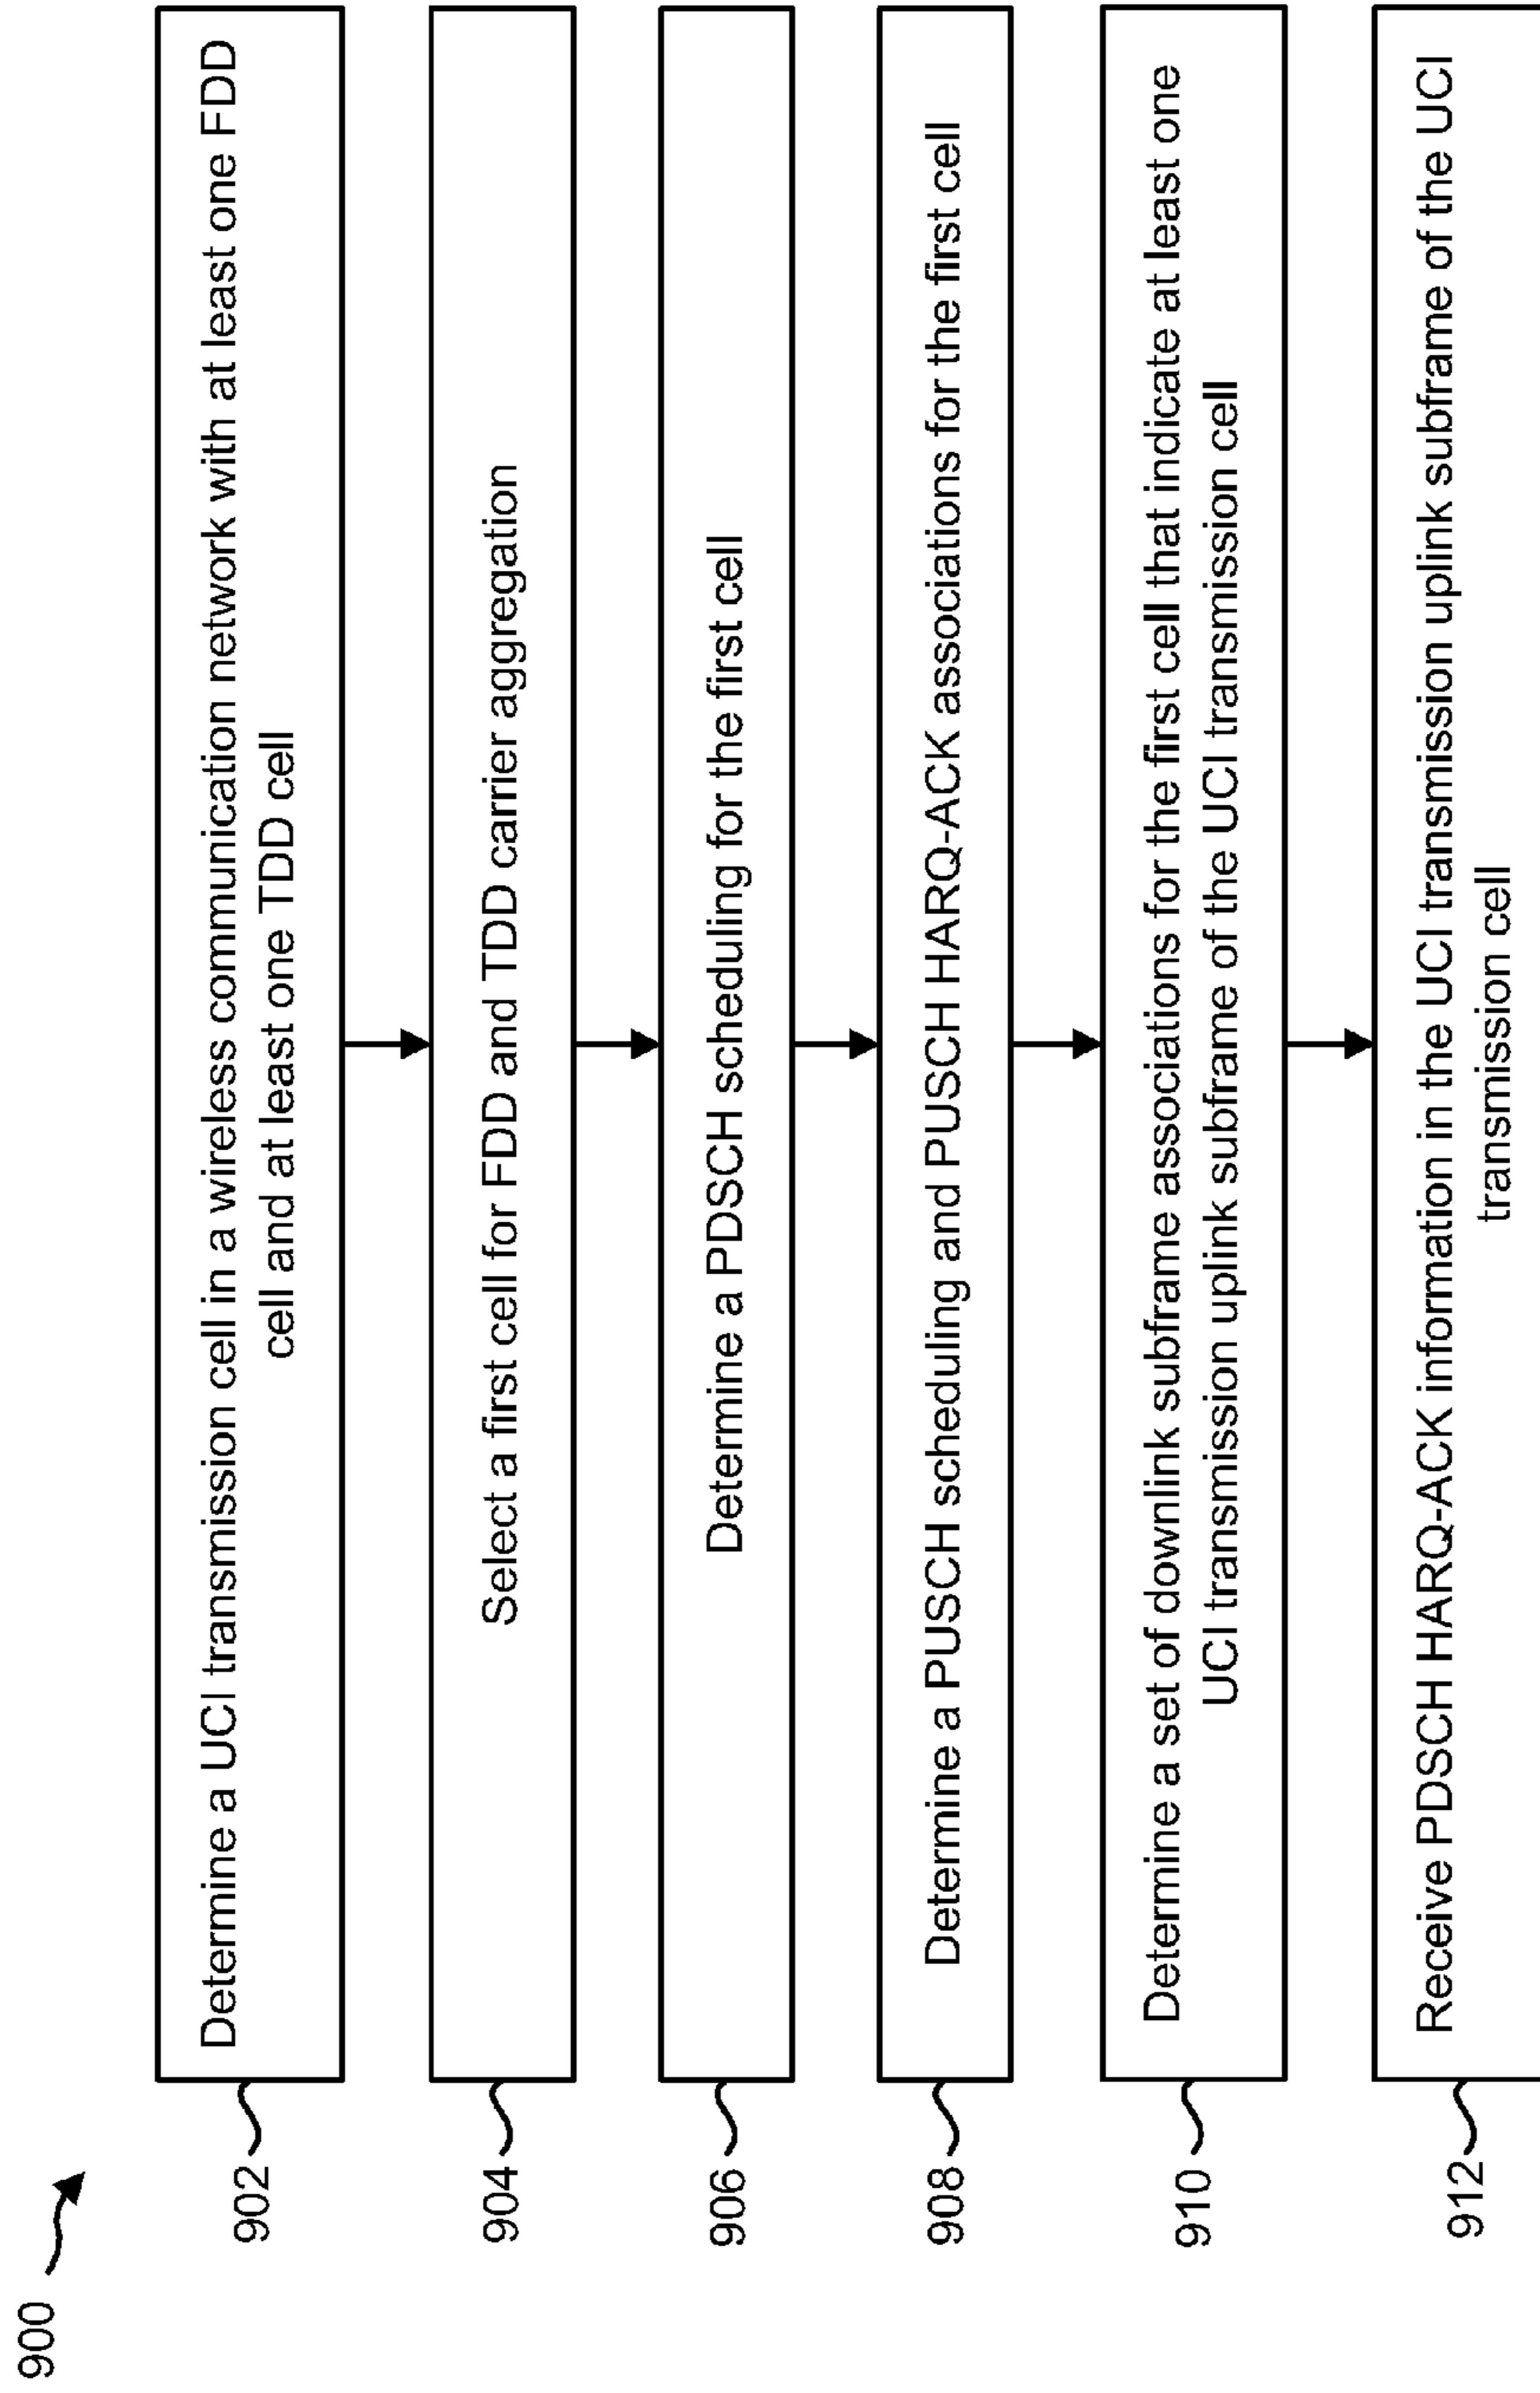 900
902
Determine a UCI transmission cell in a wireless communication network with at least one FDD
cell and at least one TDD cell
904
Select a first cell for FDD and TDD carrier aggregation
906
Determine a PDSCH scheduling for the first cell
908
Determine a PUSCH scheduling and PUSCH HARQ-ACK associations for the first cell
910
Determine a set of downlink subframe associations for the first cell that indicate at least one
UCI transmission uplink subframe of the UCI transmission cell
912
Receive PDSCH HARQ-ACK information in the UCI transmission uplink subframe of the UCI
transmission cell